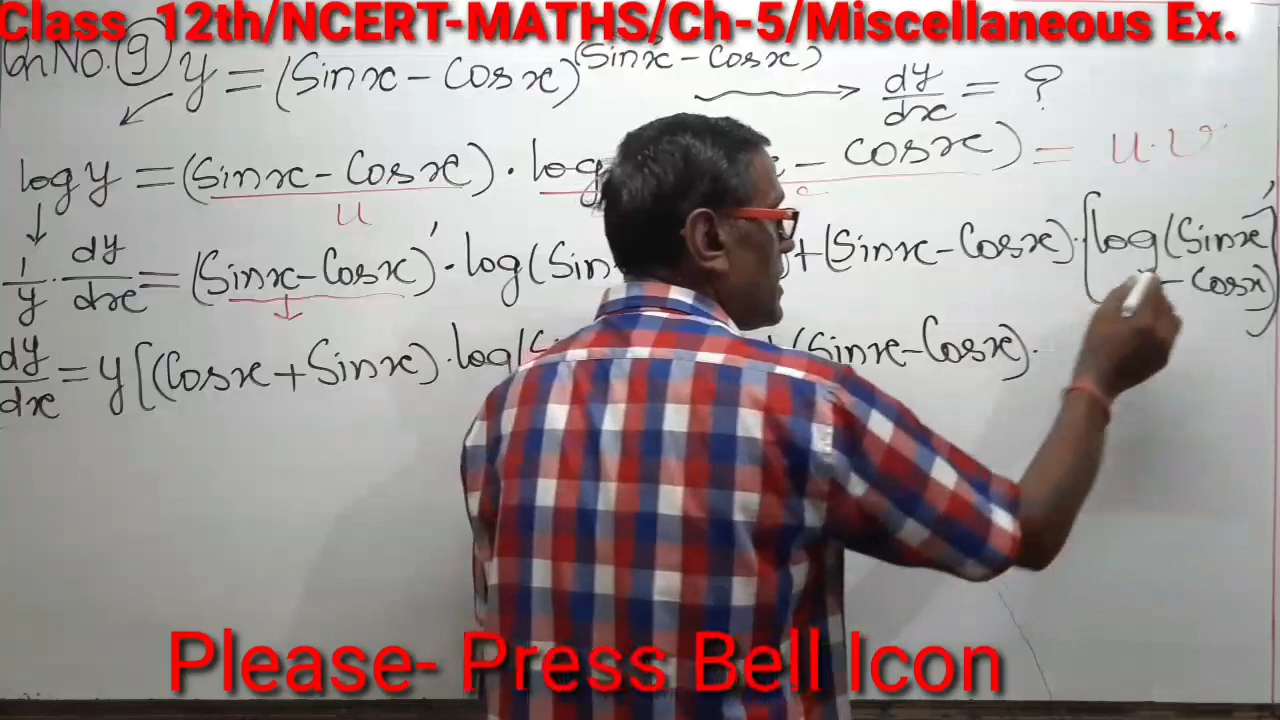 Class 12th/NCERT-MATHS/Ch-5/Miscellaneous Ex.
No. 9 y = (Sinx - Cosx)^(Sinx - Cosx) → dy/dx = ?
log y = (Sinx - Cosx) · log - Cosx) = u.v
u
1/y · dy/dx = (Sinx - Cosx)' · log(Sin + (Sinx - Cosx) · [log(Sinx - Cosx)]'
dy/dx = y[(Cosx + Sinx) · log( + (Sinx - Cosx) ·
Please- Press Bell Icon